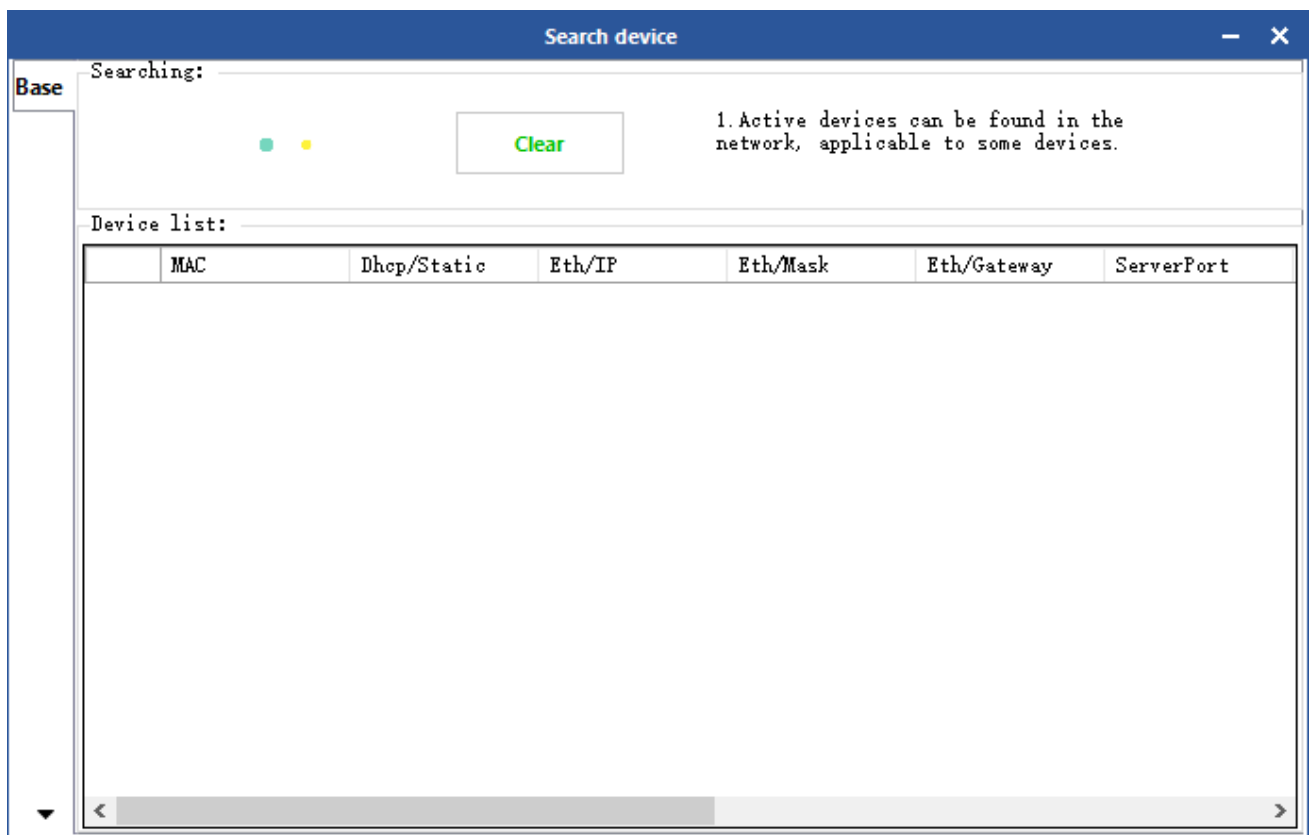 Search device
Base
Searching:
Clear
1.Active devices can be found in the
network, applicable to some devices.
Device list:
MAC Dhcp/Static Eth/IP Eth/Mask Eth/Gateway ServerPort